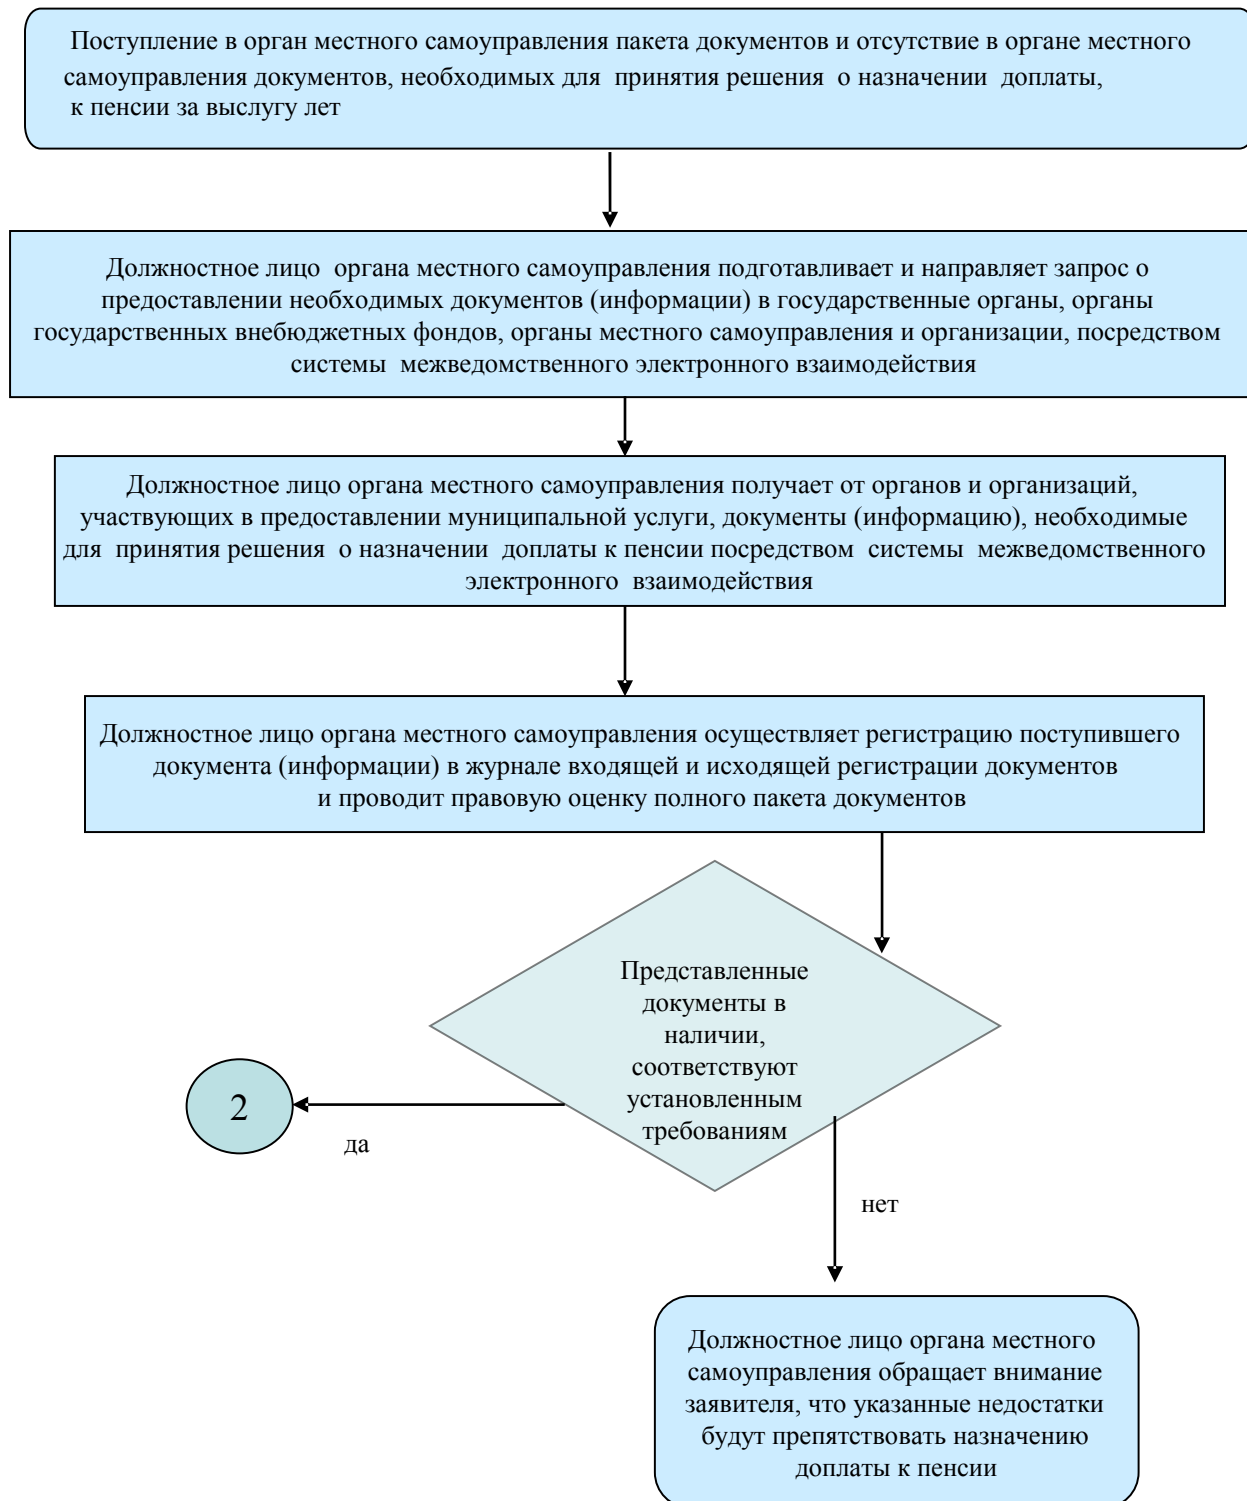 Поступление в орган местного самоуправления пакета документов и отсутствие в органе местного
самоуправления документов, необходимых для принятия решения о назначении доплаты,
к пенсии за выслугу лет
Должностное лицо органа местного самоуправления подготавливает и направляет запрос о
предоставлении необходимых документов (информации) в государственные органы, органы
государственных внебюджетных фондов, органы местного самоуправления и организации, посредством
системы межведомственного электронного взаимодействия
Должностное лицо органа местного самоуправления получает от органов и организаций,
участвующих в предоставлении муниципальной услуги, документы (информацию), необходимые
для принятия решения о назначении доплаты к пенсии посредством системы межведомственного
электронного взаимодействия
Должностное лицо органа местного самоуправления осуществляет регистрацию поступившего
документа (информации) в журнале входящей и исходящей регистрации документов
и проводит правовую оценку полного пакета документов
Представленные
документы в
наличии,
соответствуют
установленным
требованиям
2
да
нет
Должностное лицо органа местного
самоуправления обращает внимание
заявителя, что указанные недостатки
будут препятствовать назначению
доплаты к пенсии